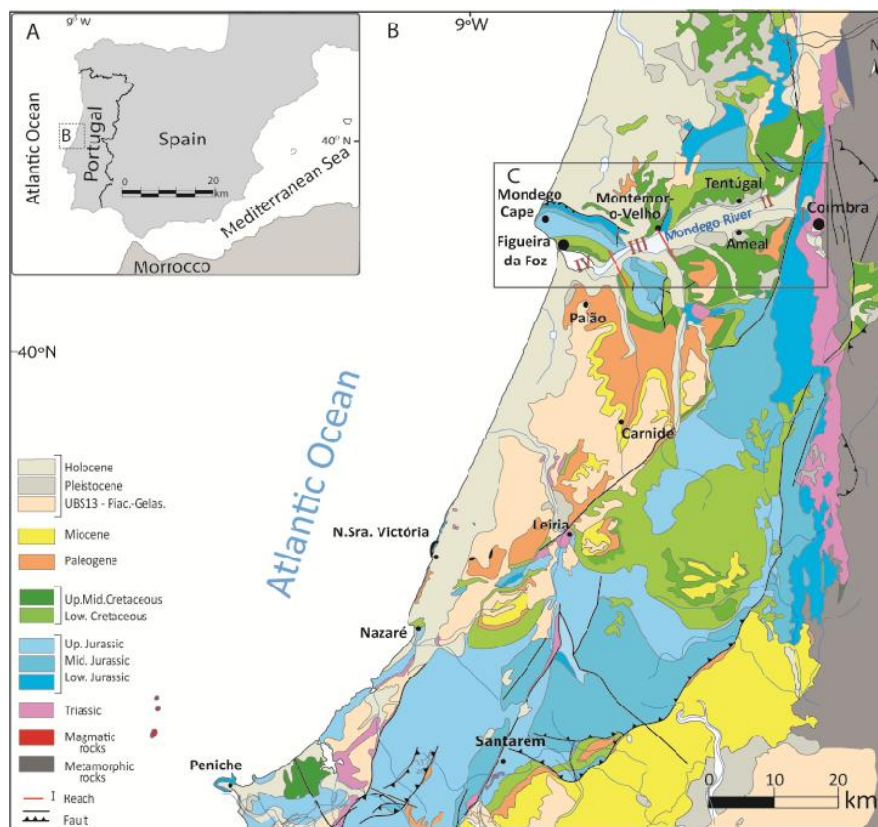 A
9° W
Atlantic Ocean
B
Portugal
Spain
40° N
0
20
km
Mediterranean Sea
Morrocco
B
9°W
N
C
Mondego
Cape
Montemor-
o-Velho
Tentúgal
II
Coimbra
Mondego River
Figueira
da Foz
III
IV
Ameal
Paião
40°N
Atlantic Ocean
Carnide
Holocene
Pleistocene
UBS13 - Piac.-Gelas.
Miocene
Paleogene
Up.Mid.Cretaceous
Low. Cretaceous
Up. Jurassic
Mid. Jurassic
Low. Jurassic
Triassic
Magmatic
rocks
Metamorphic
rocks
I Reach
Faut
N.Sra. Victória
Leiria
Nazaré
Peniche
Santarem
0 10 20
km